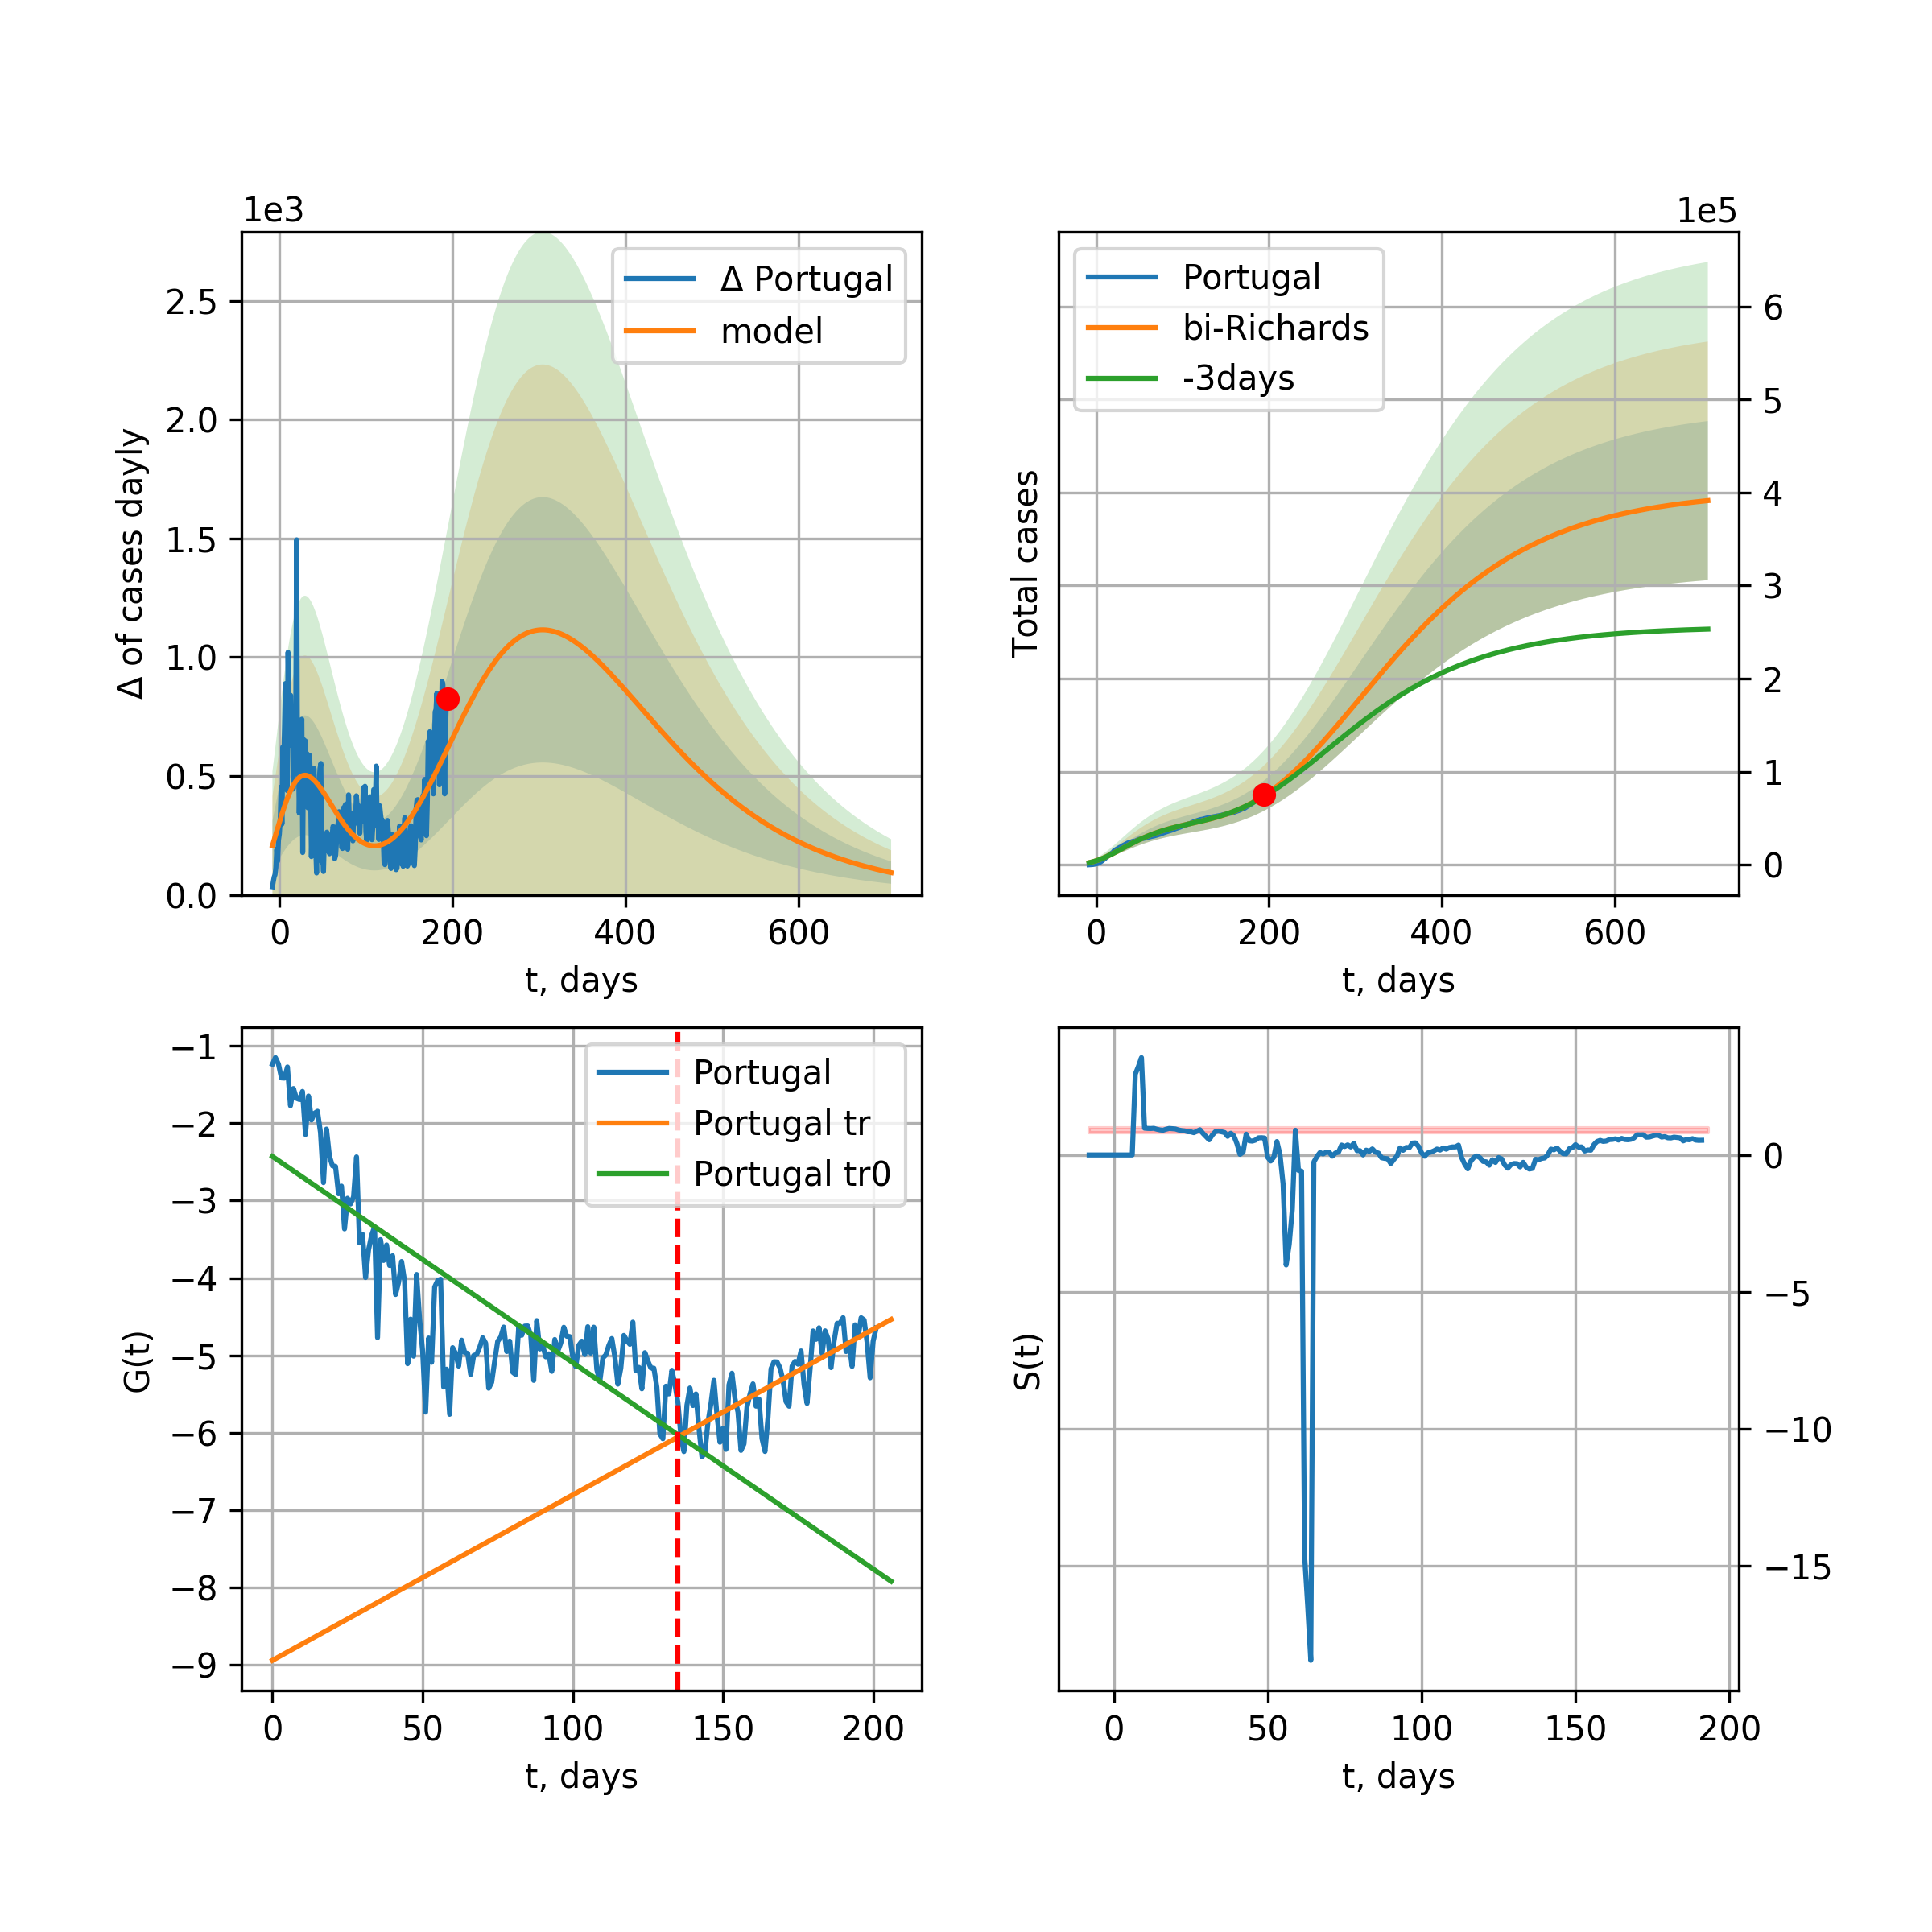 1e3
Δ Portugal
model
2.5
2.0
1.5
1.0
0.5
0.0
Δ of cases dayly
0 200 400 600
t, days
1e5
Portugal
bi-Richards
-3days
6
5
4
3
2
1
0
Total cases
0 200 400 600
t, days
Portugal
Portugal tr
Portugal tr0
−1
−2
−3
−4
−5
−6
−7
−8
−9
G(t)
0 50 100 150 200
t, days
0
−5
−10
−15
S(t)
0 50 100 150 200
t, days